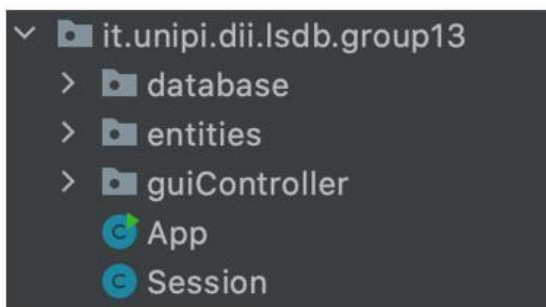 it.unipi.dii.lsdb.group13
database
entities
guiController
C App
C Session